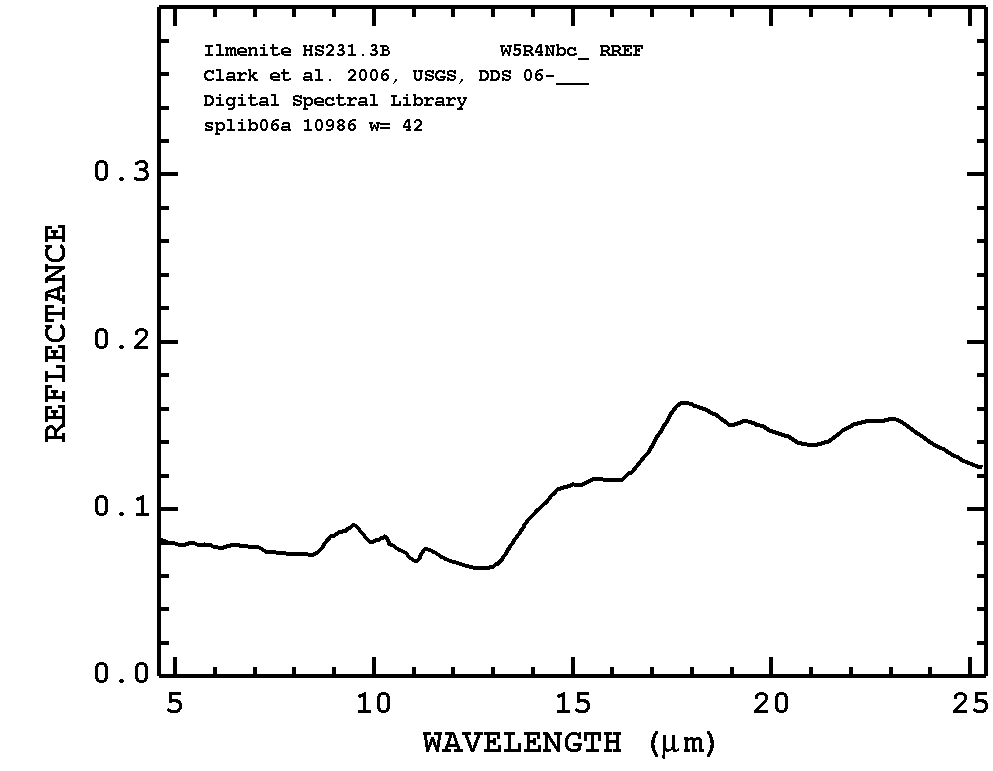 Ilmenite HS231.3B W5R4Nbc_ RREF
Clark et al. 2006, USGS, DDS 06-___
Digital Spectral Library
splib06a 10986 w= 42
0.3
0.2
0.1
0.0
REFLECTANCE
5 10 15 20 25
WAVELENGTH (μm)